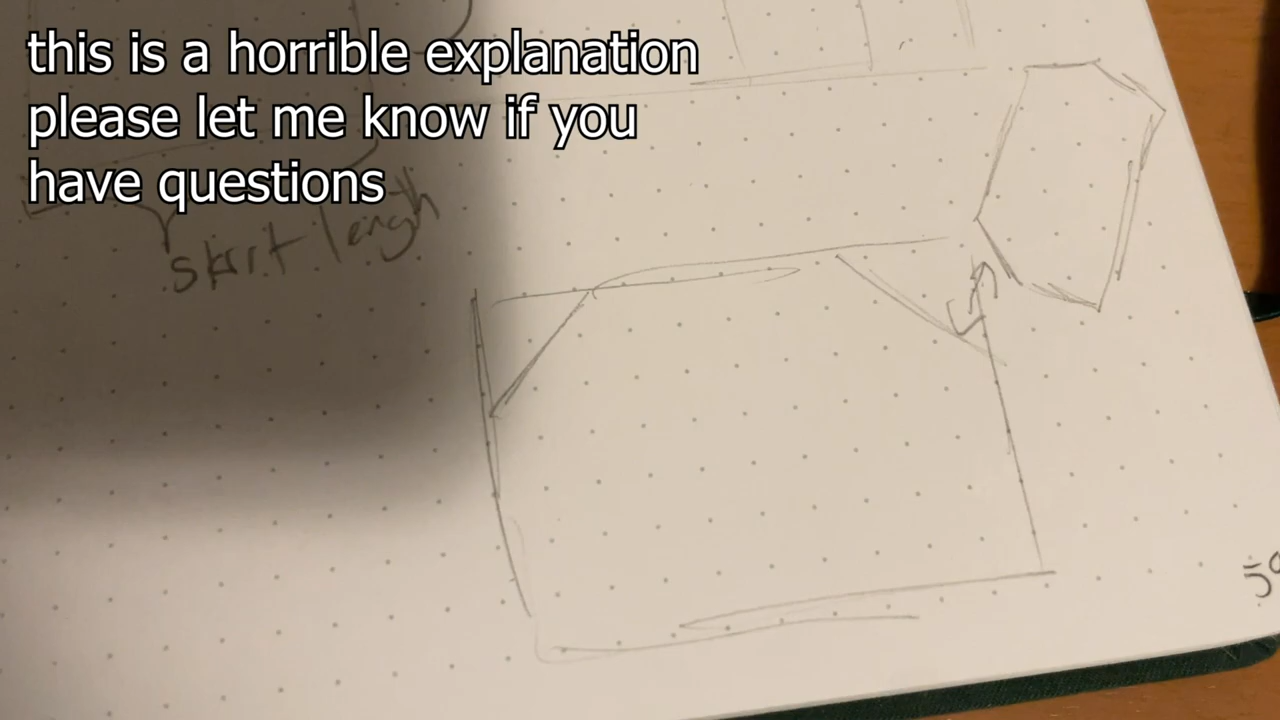 this is a horrible explanation
please let me know if you
have questions
skirt length